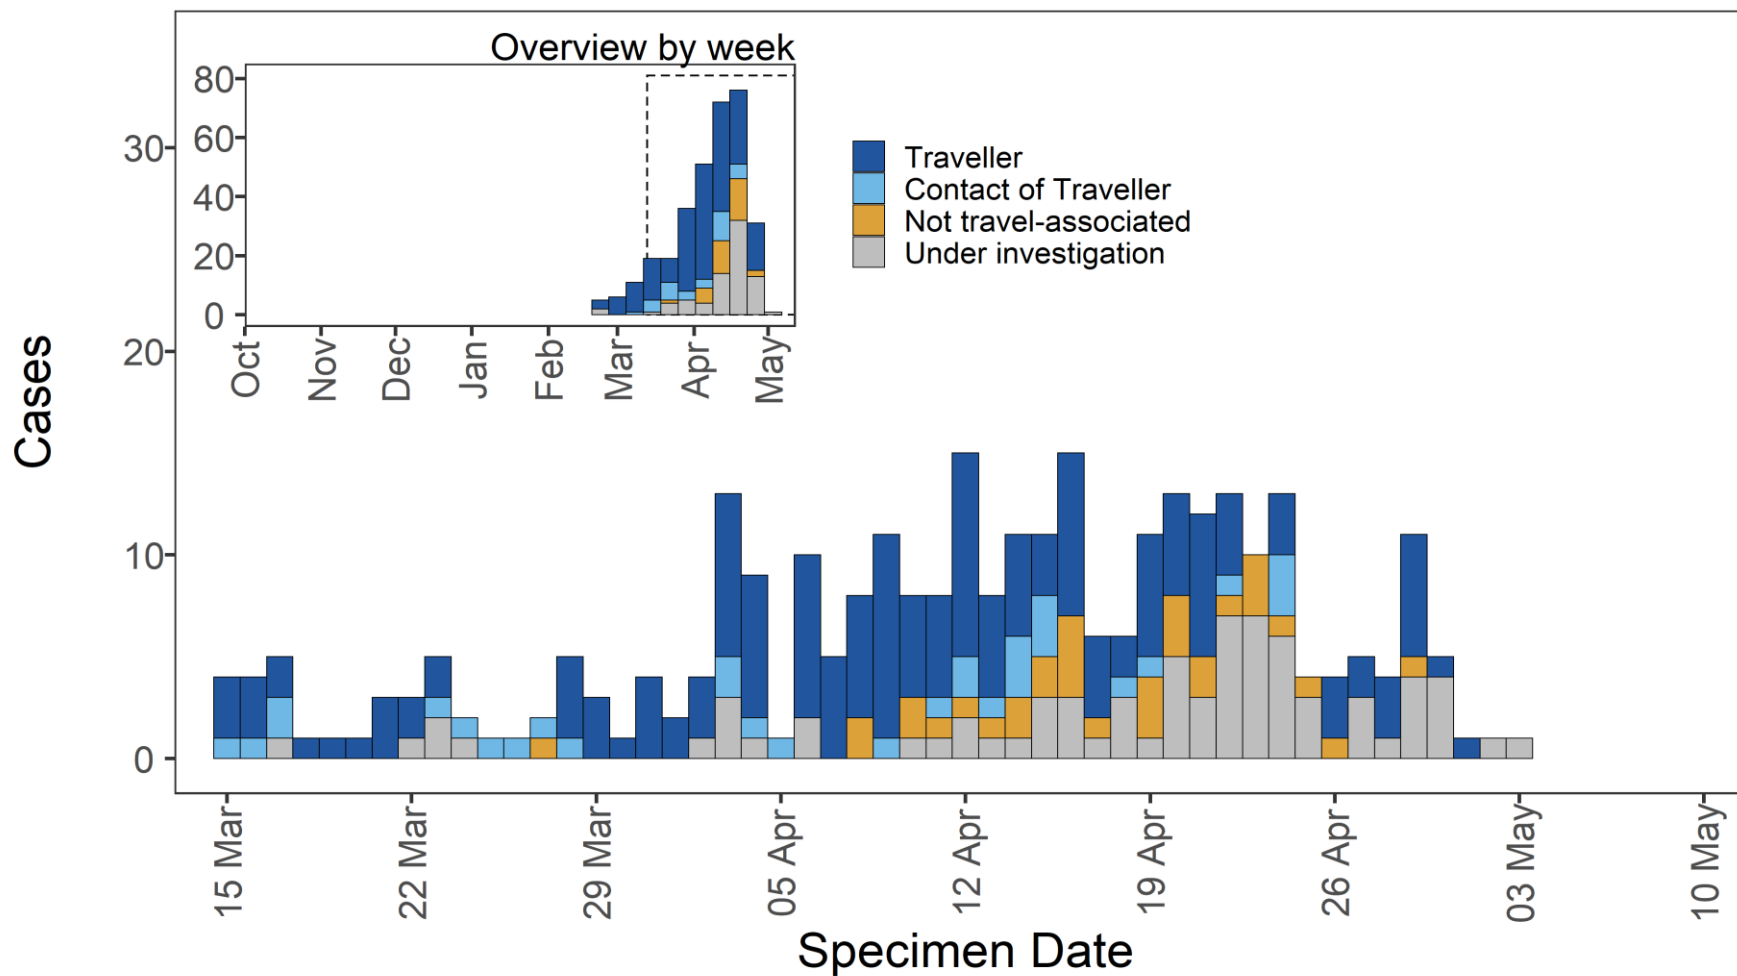 Overview by week
80
60
40
20
0
Oct
Nov
Dec
Jan
Feb
Mar
Apr
May
Traveller
Contact of Traveller
Not travel-associated
Under investigation
Cases
30
20
10
0
15 Mar
22 Mar
29 Mar
05 Apr
12 Apr
19 Apr
26 Apr
03 May
10 May
Specimen Date